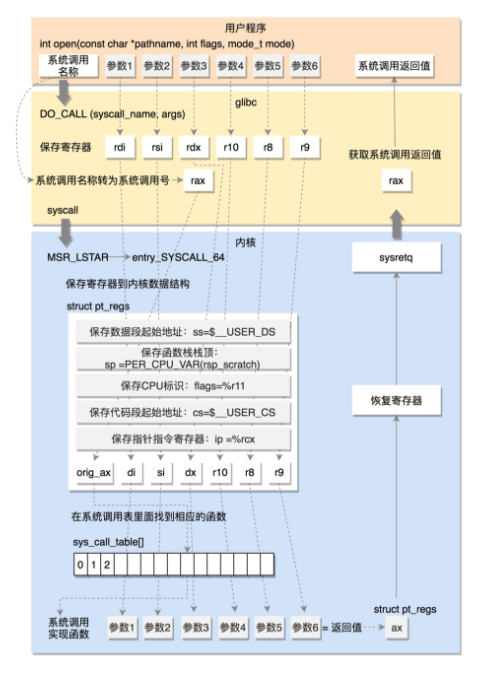 用户程序
int open(const char *pathname, int flags, mode_t mode)
系统调用
名称
参数1 参数2 参数3 参数4 参数5 参数6
系统调用返回值
glibc
DO_CALL (syscall_name, args)
保存寄存器
rdi rsi rdx r10 r8 r9
获取系统调用返回值
系统调用名称转为系统调用号
rax
rax
syscall
内核
MSR_LSTAR entry_SYSCALL_64
sysretq
保存寄存器到内核数据结构
struct pt_regs
保存数据段起始地址：ss=$__USER_DS
保存函数栈栈顶：
sp =PER_CPU_VAR(rsp_scratch)
保存CPU标识：flags=%r11
恢复寄存器
保存代码段起始地址：cs=$__USER_CS
保存指针指令寄存器：ip =%rcx
orig_ax di si dx r10 r8 r9
在系统调用表里面找到相应的函数
sys_call_table[]
0 1 2
struct pt_regs
系统调用
实现函数
参数1 参数2 参数3 参数4 参数5 参数6 = 返回值 ax